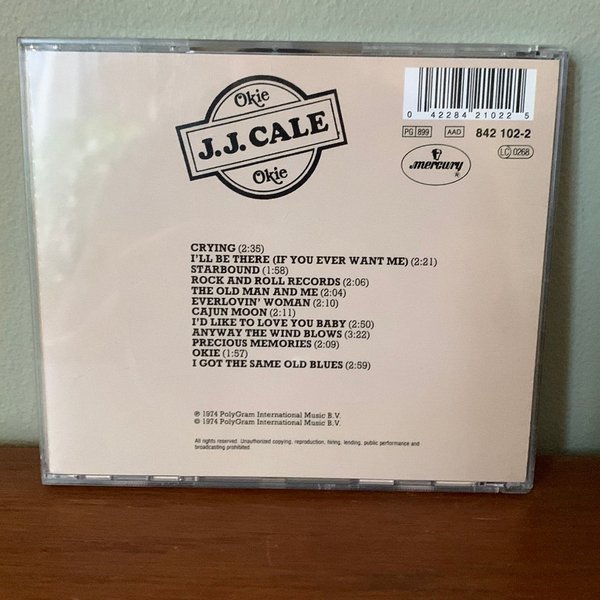 Okie
J.J. CALE
Okie
0 42284 21022 5
PG 899 AAD 842 102-2
mercury
LC 0268
CRYING (2:35)
I'LL BE THERE (IF YOU EVER WANT ME) (2:21)
STARBOUND (1:58)
ROCK AND ROLL RECORDS (2:06)
THE OLD MAN AND ME (2:04)
EVERLOVIN' WOMAN (2:10)
CAJUN MOON (2:11)
I'D LIKE TO LOVE YOU BABY (2:50)
ANYWAY THE WIND BLOWS (3:22)
PRECIOUS MEMORIES (2:09)
OKIE (1:57)
I GOT THE SAME OLD BLUES (2:59)
℗ 1974 PolyGram International Music B.V.
© 1974 PolyGram International Music B.V.
All rights reserved. Unauthorized copying, reproduction, hiring, lending, public performance and
broadcasting prohibited